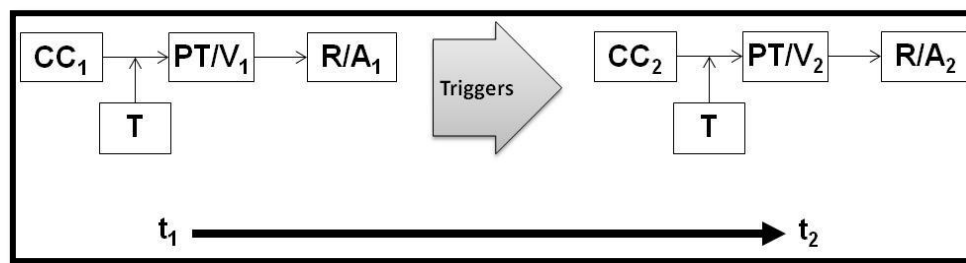 CC₁ PT/V₁ R/A₁ Triggers CC₂ PT/V₂ R/A₂
T T
t₁ t₂